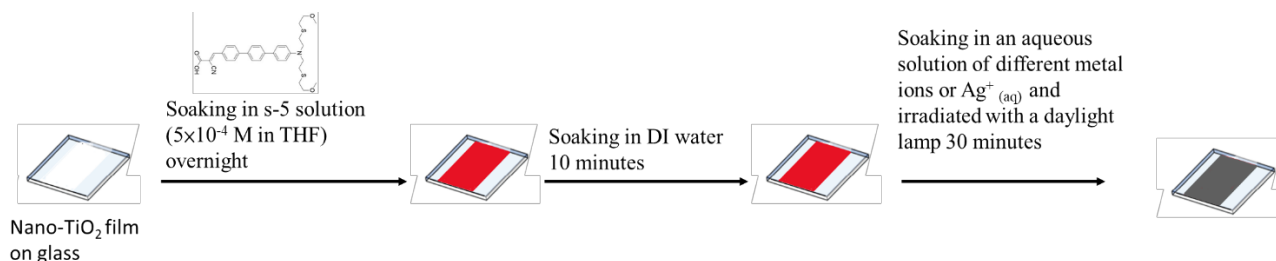 Soaking in s-5 solution
(5×10⁻⁴ M in THF)
overnight
Soaking in DI water
10 minutes
Soaking in an aqueous
solution of different metal
ions or Ag⁺ (aq) and
irradiated with a daylight
lamp 30 minutes
Nano-TiO₂ film
on glass
O
OH
CN
N
S
S
O
O